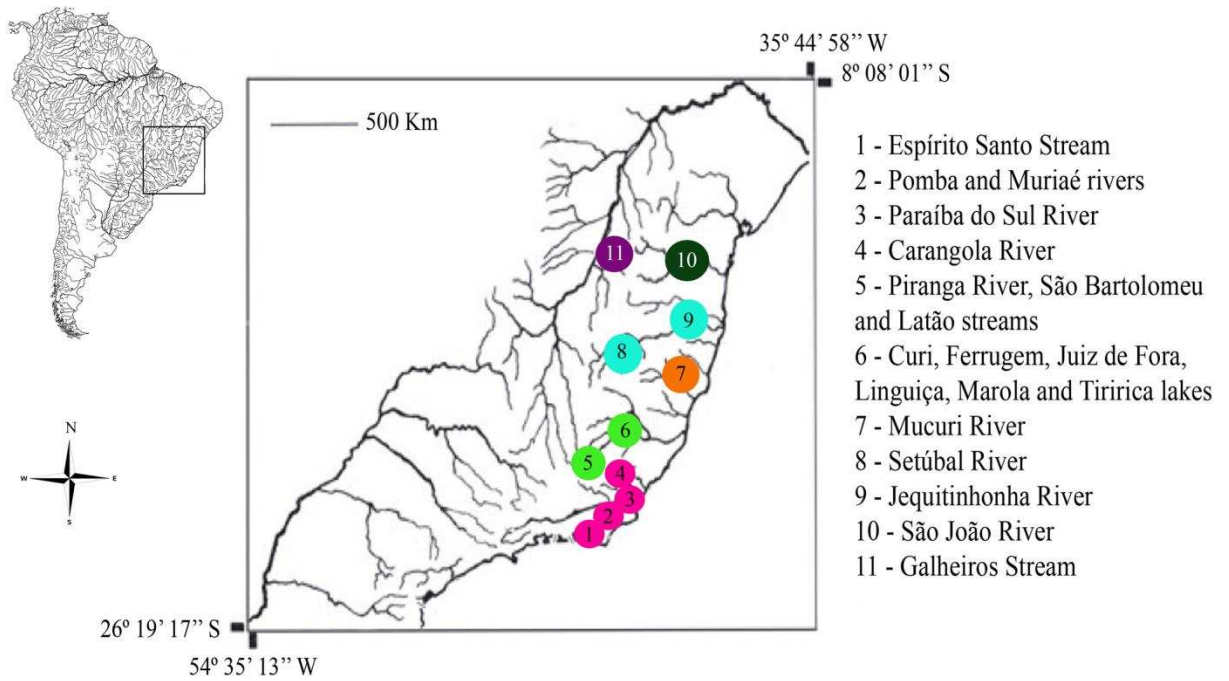 35º 44’ 58’’ W
8º 08’ 01’’ S
500 Km
11
10
9
8
7
6
5
4
3
2
1
N
W
E
S
26º 19’ 17’’ S
54º 35’ 13’’ W
1 - Espírito Santo Stream
2 - Pomba and Muriaé rivers
3 - Paraíba do Sul River
4 - Carangola River
5 - Piranga River, São Bartolomeu
and Latão streams
6 - Curi, Ferrugem, Juiz de Fora,
Linguiça, Marola and Tiririca lakes
7 - Mucuri River
8 - Setúbal River
9 - Jequitinhonha River
10 - São João River
11 - Galheiros Stream